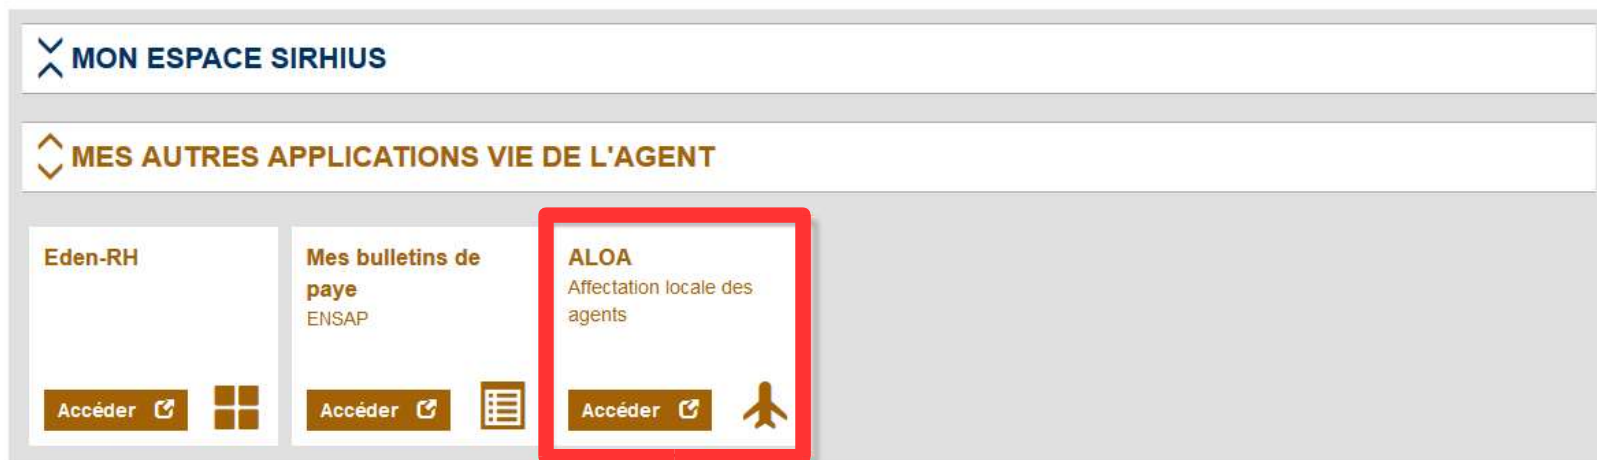 MON ESPACE SIRHIUS
MES AUTRES APPLICATIONS VIE DE L'AGENT
Eden-RH
Accéder
Mes bulletins de
paye
ENSAP
Accéder
ALOA
Affectation locale des
agents
Accéder